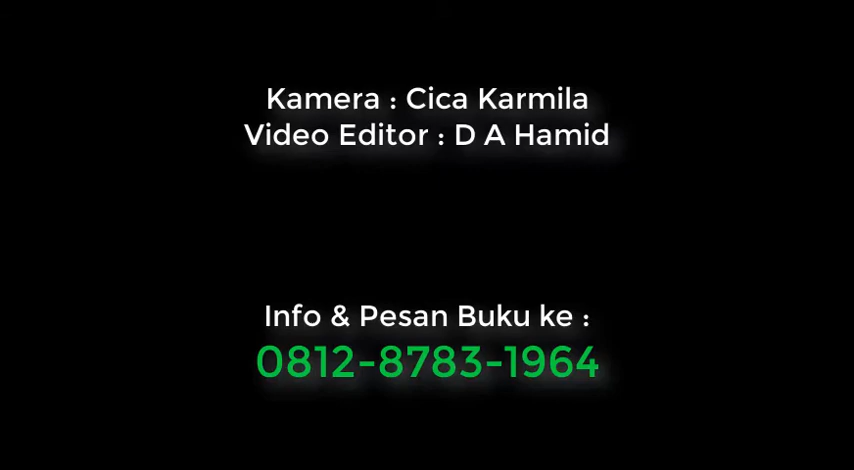 Kamera : Cica Karmila
Video Editor : D A Hamid
Info & Pesan Buku ke :
0812-8783-1964